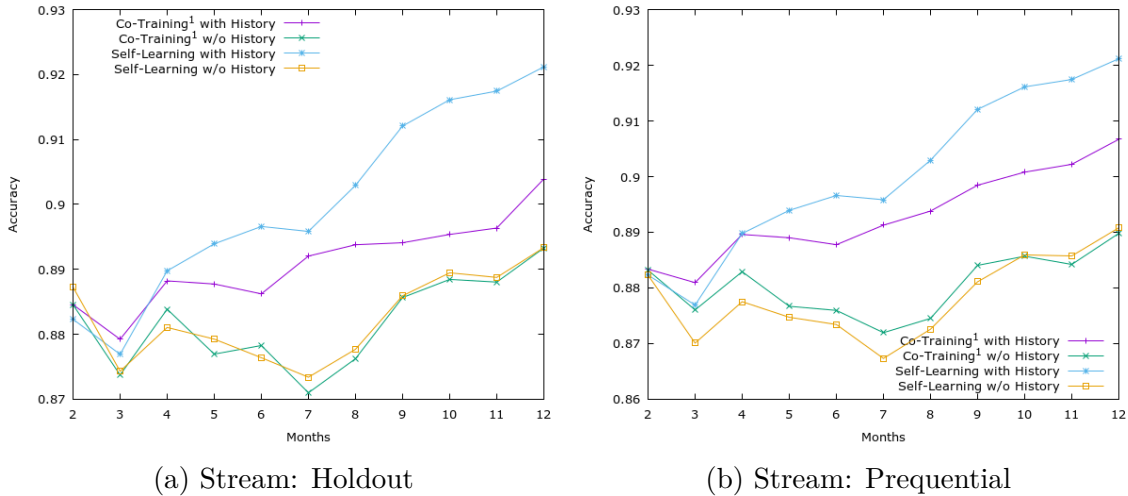 0.93
0.92
0.91
0.9
0.89
0.88
0.87
2 3 4 5 6 7 8 9 10 11 12
Accuracy
Months
Co-Training¹ with History
Co-Training¹ w/o History
Self-Learning with History
Self-Learning w/o History
(a) Stream: Holdout
0.93
0.92
0.91
0.9
0.89
0.88
0.87
0.86
2 3 4 5 6 7 8 9 10 11 12
Accuracy
Months
Co-Training¹ with History
Co-Training¹ w/o History
Self-Learning with History
Self-Learning w/o History
(b) Stream: Prequential